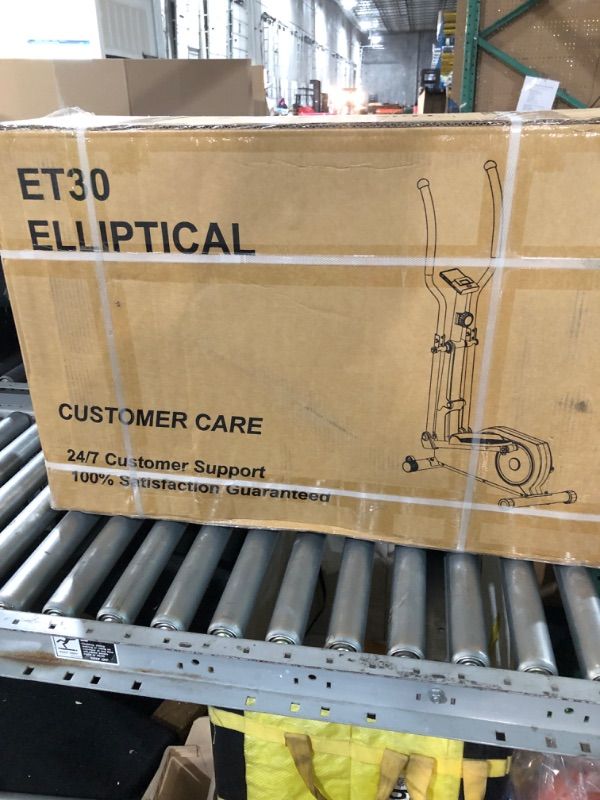 ET30
ELLIPTICAL
CUSTOMER CARE
24/7 Customer Support
100% Satisfaction Guaranteed